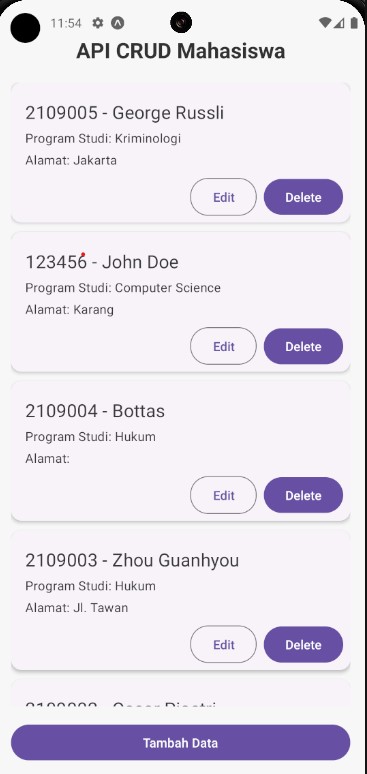 11:54
API CRUD Mahasiswa
2109005 - George Russli
Program Studi: Kriminologi
Alamat: Jakarta
Edit Delete
123456 - John Doe
Program Studi: Computer Science
Alamat: Karang
Edit Delete
2109004 - Bottas
Program Studi: Hukum
Alamat:
Edit Delete
2109003 - Zhou Guanhyou
Program Studi: Hukum
Alamat: Jl. Tawan
Edit Delete
Tambah Data